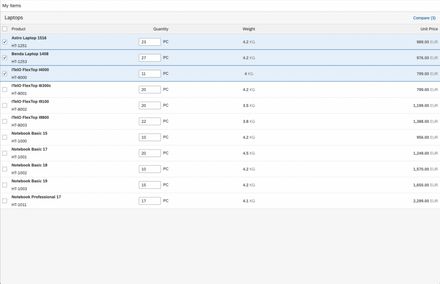 My Items
Laptops
Compare (3)
Product Quantity Weight Unit Price
Astro Laptop 1516
HT-1251
23 PC 4.2 KG 989.00 EUR
Benda Laptop 1408
HT-1253
27 PC 4.2 KG 976.00 EUR
ITelO FlexTop I4000
HT-8000
11 PC 4 KG 799.00 EUR
ITelO FlexTop I6300c
HT-8001
20 PC 4.2 KG 799.00 EUR
ITelO FlexTop I9100
HT-8002
20 PC 3.5 KG 1,199.00 EUR
ITelO FlexTop I9800
HT-8003
22 PC 3.8 KG 1,388.00 EUR
Notebook Basic 15
HT-1000
10 PC 4.2 KG 956.00 EUR
Notebook Basic 17
HT-1001
20 PC 4.5 KG 1,249.00 EUR
Notebook Basic 18
HT-1002
10 PC 4.2 KG 1,570.00 EUR
Notebook Basic 19
HT-1003
15 PC 4.2 KG 1,650.00 EUR
Notebook Professional 17
HT-1011
17 PC 4.1 KG 2,299.00 EUR